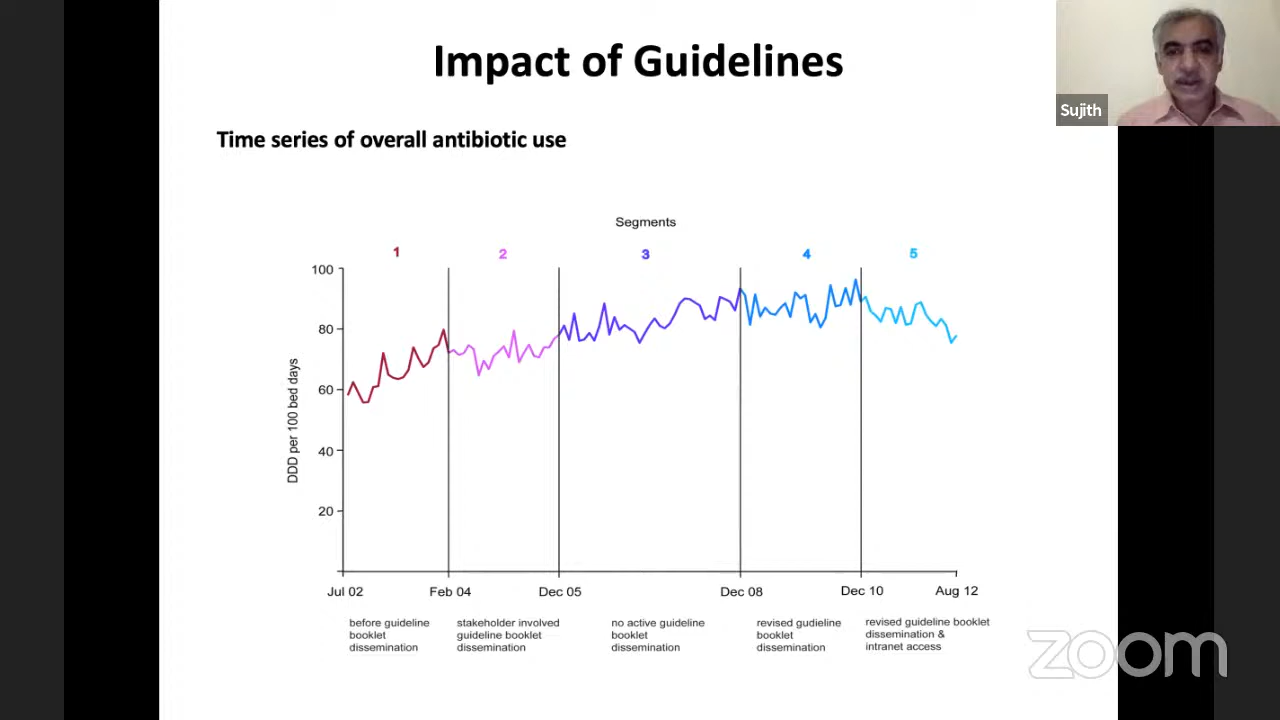 Impact of Guidelines
Sujith
Time series of overall antibiotic use
Segments
1 2 3 4 5
100
80
60
40
20
DDD per 100 bed days
Jul 02 Feb 04 Dec 05 Dec 08 Dec 10 Aug 12
before guideline
booklet
dissemination
stakeholder involved
guideline booklet
dissemination
no active guideline
booklet
dissemination
revised gudieline
booklet
dissemination
revised guideline booklet
dissemination &
intranet access
zoom